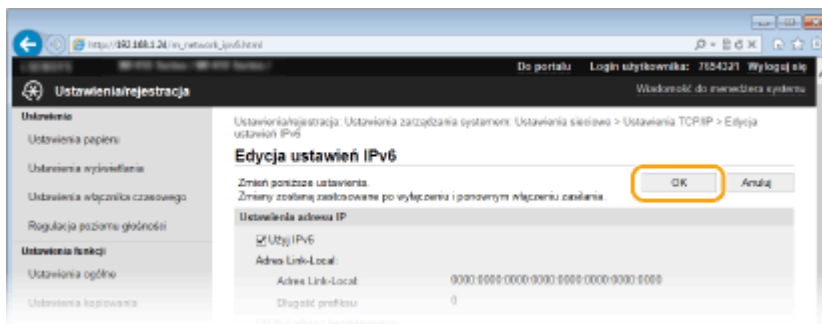 http://192.168.1.24/m_network_ipv6.html
Do portalu Login użytkownika: 7654321 Wyloguj się
Ustawienia/rejestracja
Wiadomość do menedżera systemu
Ustawienia
Ustawienia papieru
Ustawienia wyświetlania
Ustawienia włącznika czasowego
Regulacja poziomu głośności
Ustawienia funkcji
Ustawienia ogólne
Ustawienia kopiowania
Ustawienia/rejestracja: Ustawienia zarządzania systemem: Ustawienia sieciowe > Ustawienia TCP/IP > Edycja
ustawień IPv6
Edycja ustawień IPv6
Zmień poniższe ustawienia.
Zmiany zostaną zastosowane po wyłączeniu i ponownym włączeniu zasilania.
OK Anuluj
Ustawienia adresu IP
Użyj IPv6
Adres Link-Local:
Adres Link-Local: 0000:0000:0000:0000:0000:0000:0000:0000
Długość prefiksu: 0